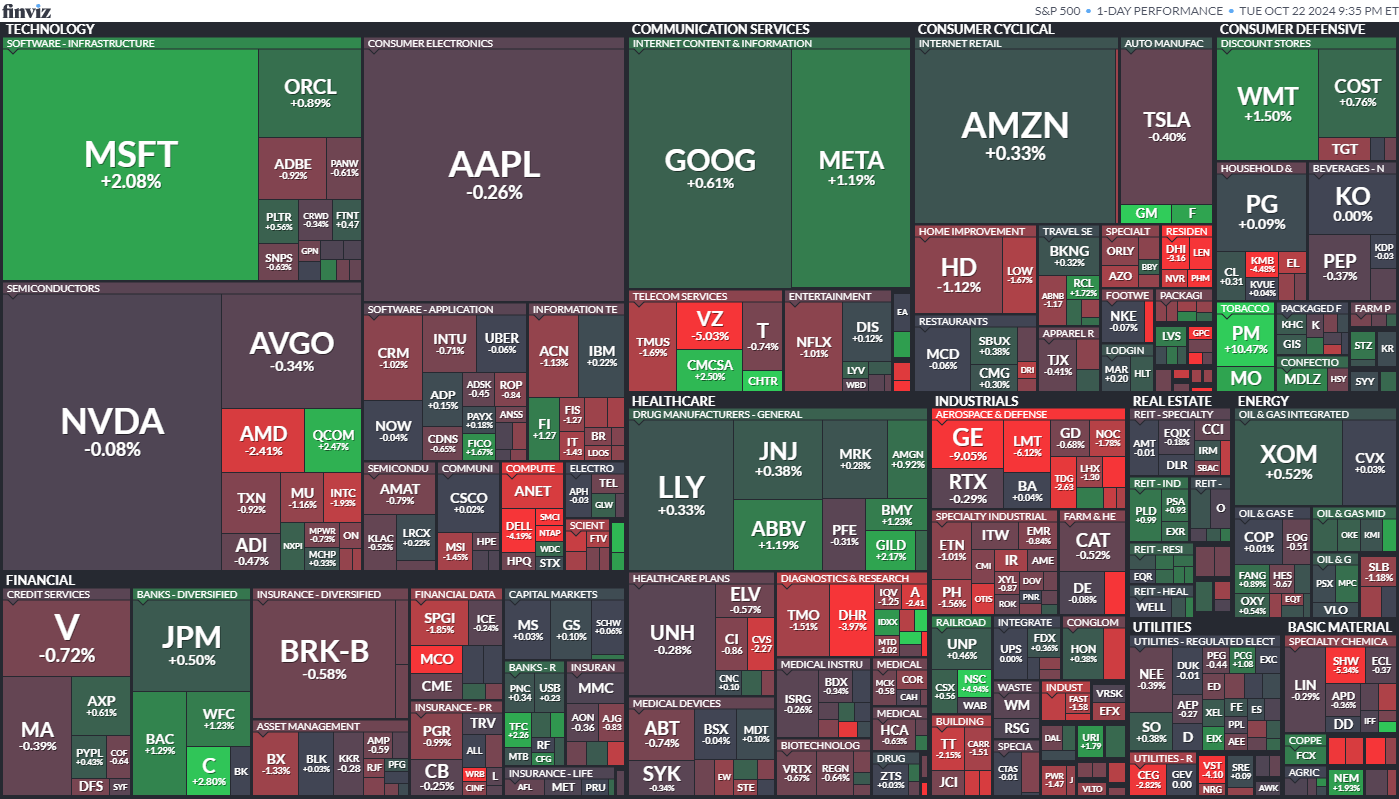 finviz
S&P 500 • 1-DAY PERFORMANCE • TUE OCT 22 2024 9:35 PM ET
TECHNOLOGY
SOFTWARE - INFRASTRUCTURE
MSFT
+2.08%
ORCL
+0.89%
ADBE
-0.92%
PANW
-0.61%
PLTR
+0.56%
CRWD
-0.34%
FTNT
+0.47
SNPS
-0.63%
GPN
CONSUMER ELECTRONICS
AAPL
-0.26%
SEMICONDUCTORS
NVDA
-0.08%
AVGO
-0.34%
AMD
-2.41%
QCOM
+2.47%
TXN
-0.92%
MU
-1.16%
INTC
-1.93%
ADI
-0.47%
NXPI
MPWR
-0.73%
ON
MCHP
+0.33%
SOFTWARE - APPLICATION
CRM
-1.02%
INTU
-0.71%
UBER
-0.06%
NOW
-0.04%
ADP
+0.15%
ADSK
-0.45
ROP
-0.84
PAYX
+0.18%
ANSS
CDNS
-0.65%
FICO
+1.67%
INFORMATION TE
ACN
-1.13%
IBM
+0.22%
FI
+1.27
FIS
-1.27
IT
-1.43
BR
LDOS
SEMICONDU
AMAT
-0.79%
KLAC
-0.52%
LRCX
+0.22%
COMMUNI
CSCO
+0.02%
MSI
-1.45%
HPE
COMPUTE
ANET
DELL
-4.19%
SMCI
NTAP
WDC
HPQ
STX
ELECTRO
APH
-0.03
TEL
GLW
SCIENT
FTV
COMMUNICATION SERVICES
INTERNET CONTENT & INFORMATION
GOOG
+0.61%
META
+1.19%
TELECOM SERVICES
TMUS
-1.69%
VZ
-5.03%
T
-0.74%
CMCSA
+2.50%
CHTR
ENTERTAINMENT
NFLX
-1.01%
DIS
+0.12%
LYV
WBD
EA
CONSUMER CYCLICAL
INTERNET RETAIL
AMZN
+0.33%
AUTO MANUFAC
TSLA
-0.40%
GM
F
HOME IMPROVEMENT
HD
-1.12%
LOW
-1.67%
TRAVEL SE
BKNG
+0.32%
ABNB
-1.17
RCL
+1.72%
SPECIALT
ORLY
AZO
BBY
RESIDEN
DHI
-3.16
LEN
NVR
PHM
RESTAURANTS
MCD
-0.06%
SBUX
+0.38%
CMG
+0.30%
DRI
APPAREL R
TJX
-0.41%
FOOTWE
NKE
-0.07%
PACKAGI
LVS
GPC
LODGIN
MAR
+0.20
HLT
CONSUMER DEFENSIVE
DISCOUNT STORES
WMT
+1.50%
COST
+0.76%
TGT
HOUSEHOLD &
PG
+0.09%
CL
+0.31
KMB
-4.48%
EL
KVUE
+0.04%
BEVERAGES - N
KO
0.00%
PEP
-0.37%
KDP
-0.03
TOBACCO
PM
+10.47%
MO
PACKAGED F
KHC
K
GIS
CONFECTIO
MDLZ
HSY
FARM P
STZ
KR
SYY
HEALTHCARE
DRUG MANUFACTURERS - GENERAL
LLY
+0.33%
JNJ
+0.38%
MRK
+0.28%
AMGN
+0.92%
ABBV
+1.19%
PFE
-0.31%
BMY
+1.23%
GILD
+2.17%
HEALTHCARE PLANS
UNH
-0.28%
ELV
-0.57%
CI
-0.86
CVS
-2.27
CNC
+0.10
DIAGNOSTICS & RESEARCH
TMO
-1.51%
DHR
-3.97%
IQV
-1.25
A
-2.41
IDXX
MTD
-1.02
MEDICAL DEVICES
ABT
-0.74%
BSX
-0.04%
MDT
+0.10%
SYK
-0.34%
EW
STE
MEDICAL INSTRU
ISRG
-0.26%
BDX
-0.34%
BIOTECHNOLOG
VRTX
-0.67%
REGN
-0.64%
MEDICAL
MCK
-0.58
COR
CAH
MEDICAL
HCA
-0.63%
DRUG
ZTS
+0.03%
INDUSTRIALS
AEROSPACE & DEFENSE
GE
-9.05%
LMT
-6.12%
GD
-0.68%
NOC
-1.78%
RTX
-0.29%
BA
+0.04%
TDG
-2.63
LHX
-1.30
SPECIALTY INDUSTRIAL
ETN
-1.01%
ITW
EMR
-0.84%
CMI
IR
AME
PH
-1.56%
OTIS
XYL
-0.87
DOV
ROK
PNR
FARM & HE
CAT
-0.52%
DE
-0.08%
RAILROAD
UNP
+0.46%
CSX
+0.56
NSC
+4.94%
WAB
INTEGRATE
UPS
0.00%
FDX
+0.36%
CONGLOM
HON
+0.38%
BUILDING
TT
-2.15%
CARR
-1.51
JCI
WASTE
WM
RSG
SPECIA
CTAS
-0.01
INDUST
FAST
-1.58
VRSK
EFX
DAL
URI
+1.79
PWR
-1.47
J
VLTO
REAL ESTATE
REIT - SPECIALTY
AMT
-0.01
EQIX
-0.18%
CCI
DLR
IRM
SBAC
REIT - IND
PLD
+0.99
PSA
+0.93
EXR
REIT -
O
REIT - RESI
EQR
REIT - HEAL
WELL
ENERGY
OIL & GAS INTEGRATED
XOM
+0.52%
CVX
+0.03%
OIL & GAS E
COP
+0.01%
EOG
-0.51
FANG
+0.89%
HES
-0.67
OXY
+0.54%
EQT
OIL & GAS MID
OKE
KMI
OIL & G
PSX
MPC
VLO
SLB
-1.18%
UTILITIES
UTILITIES - REGULATED ELECT
NEE
-0.39%
DUK
-0.01
PEG
-0.44
PCG
+1.08
EXC
SO
+0.38%
AEP
-0.27
ED
XEL
FE
ES
D
PPL
EIX
AEE
UTILITIES - R
CEG
-2.82%
GEV
0.00
VST
-4.10
NRG
SRE
+0.09
AWK
BASIC MATERIAL
SPECIALTY CHEMICA
LIN
-0.29%
SHW
-5.34%
ECL
-0.37
APD
-0.36%
DD
IFF
COPPE
FCX
AGRIC
NEM
+1.93%
FINANCIAL
CREDIT SERVICES
V
-0.72%
MA
-0.39%
AXP
+0.61%
PYPL
+0.43%
COF
-0.64
DFS
SYF
BANKS - DIVERSIFIED
JPM
+0.50%
BAC
+1.29%
WFC
+1.23%
C
+2.80%
BK
INSURANCE - DIVERSIFIED
BRK-B
-0.58%
ASSET MANAGEMENT
BX
-1.33%
BLK
+0.03%
KKR
-0.28
AMP
-0.59
RJF
PFG
FINANCIAL DATA
SPGI
-1.85%
ICE
-0.24%
MCO
CME
INSURANCE - PR
PGR
-0.99%
TRV
ALL
CB
-0.25%
WRB
L
CINF
CAPITAL MARKETS
MS
+0.03%
GS
+0.10%
SCHW
+0.06%
BANKS - R
PNC
+0.34
USB
+0.23
TFC
+2.26
RF
MTB
CFG
INSURAN
MMC
AON
-0.36
AJG
-0.83
INSURANCE - LIFE
AFL
MET
PRU